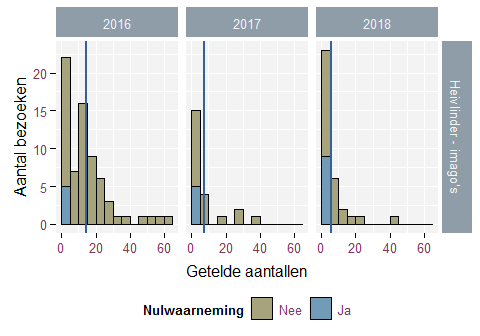 2016 2017 2018
Aantal bezoeken
20
15
10
5
0
Heivlinder - imago's
0 20 40 60 0 20 40 60 0 20 40 60
Getelde aantallen
Nulwaarneming Nee Ja